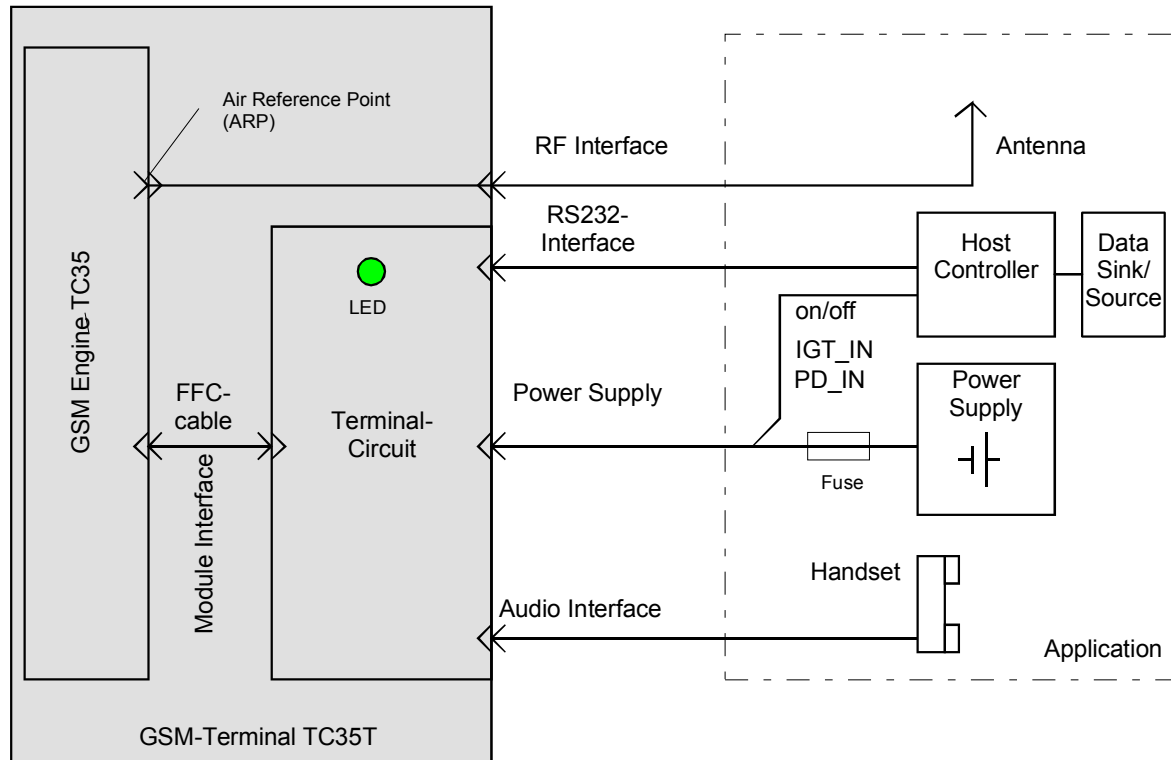 Air Reference Point
(ARP)
RF Interface
Antenna
RS232-
Interface
Host
Controller
Data
Sink/
Source
LED
on/off
IGT_IN
PD_IN
GSM Engine TC35
FFC-
cable
Module Interface
Terminal-
Circuit
Power Supply
Fuse
Power
Supply
Handset
Audio Interface
Application
GSM-Terminal TC35T